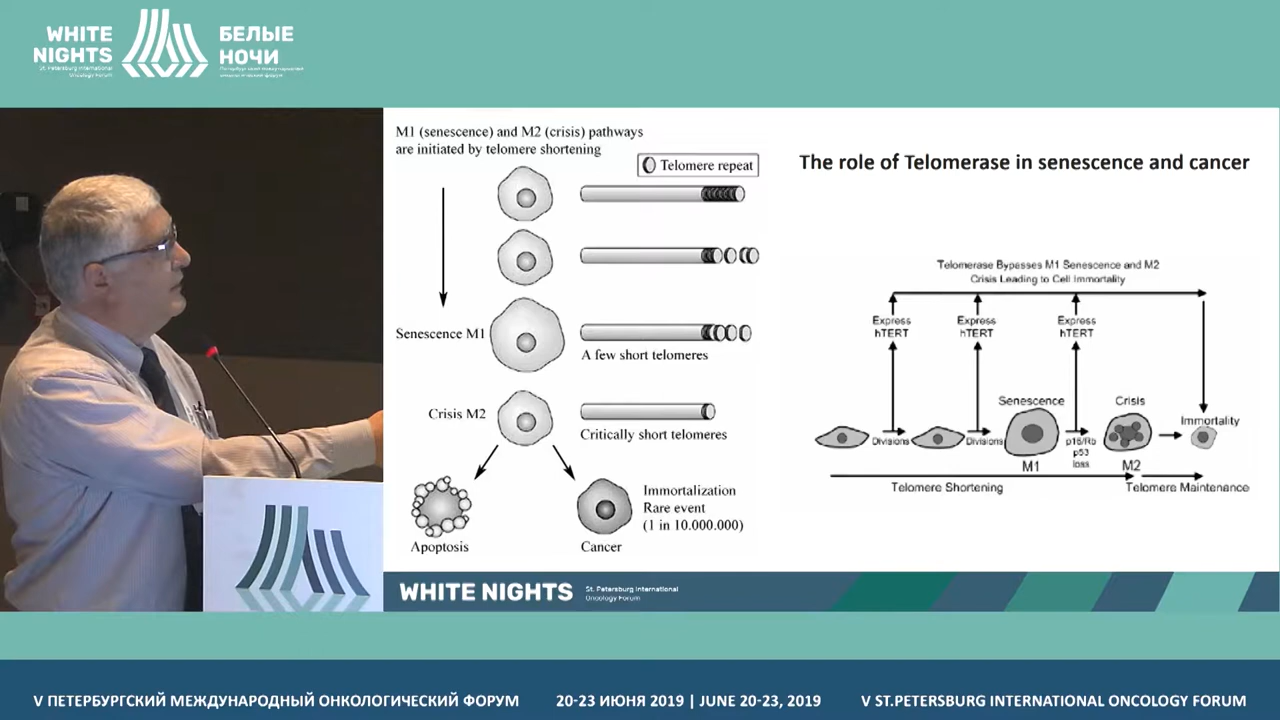 WHITE
NIGHTS
St. Petersburg International
Oncology Forum
БЕЛЫЕ
НОЧИ
Петербургский международный
онкологический форум
M1 (senescence) and M2 (crisis) pathways
are initiated by telomere shortening
Telomere repeat
Senescence M1
A few short telomeres
Crisis M2
Critically short telomeres
Immortalization
Rare event
(1 in 10.000.000)
Apoptosis
Cancer
The role of Telomerase in senescence and cancer
Telomerase Bypasses M1 Senescence and M2
Crisis Leading to Cell Immortality
Express
hTERT
Express
hTERT
Express
hTERT
Senescence
Crisis
Immortality
Divisions
Divisions
p16/Rb
p53
loss
M1
M2
Telomere Shortening
Telomere Maintenance
WHITE NIGHTS
St. Petersburg International
Oncology Forum
V ПЕТЕРБУРГСКИЙ МЕЖДУНАРОДНЫЙ ОНКОЛОГИЧЕСКИЙ ФОРУМ
20-23 ИЮНЯ 2019 | JUNE 20-23, 2019
V ST.PETERSBURG INTERNATIONAL ONCOLOGY FORUM